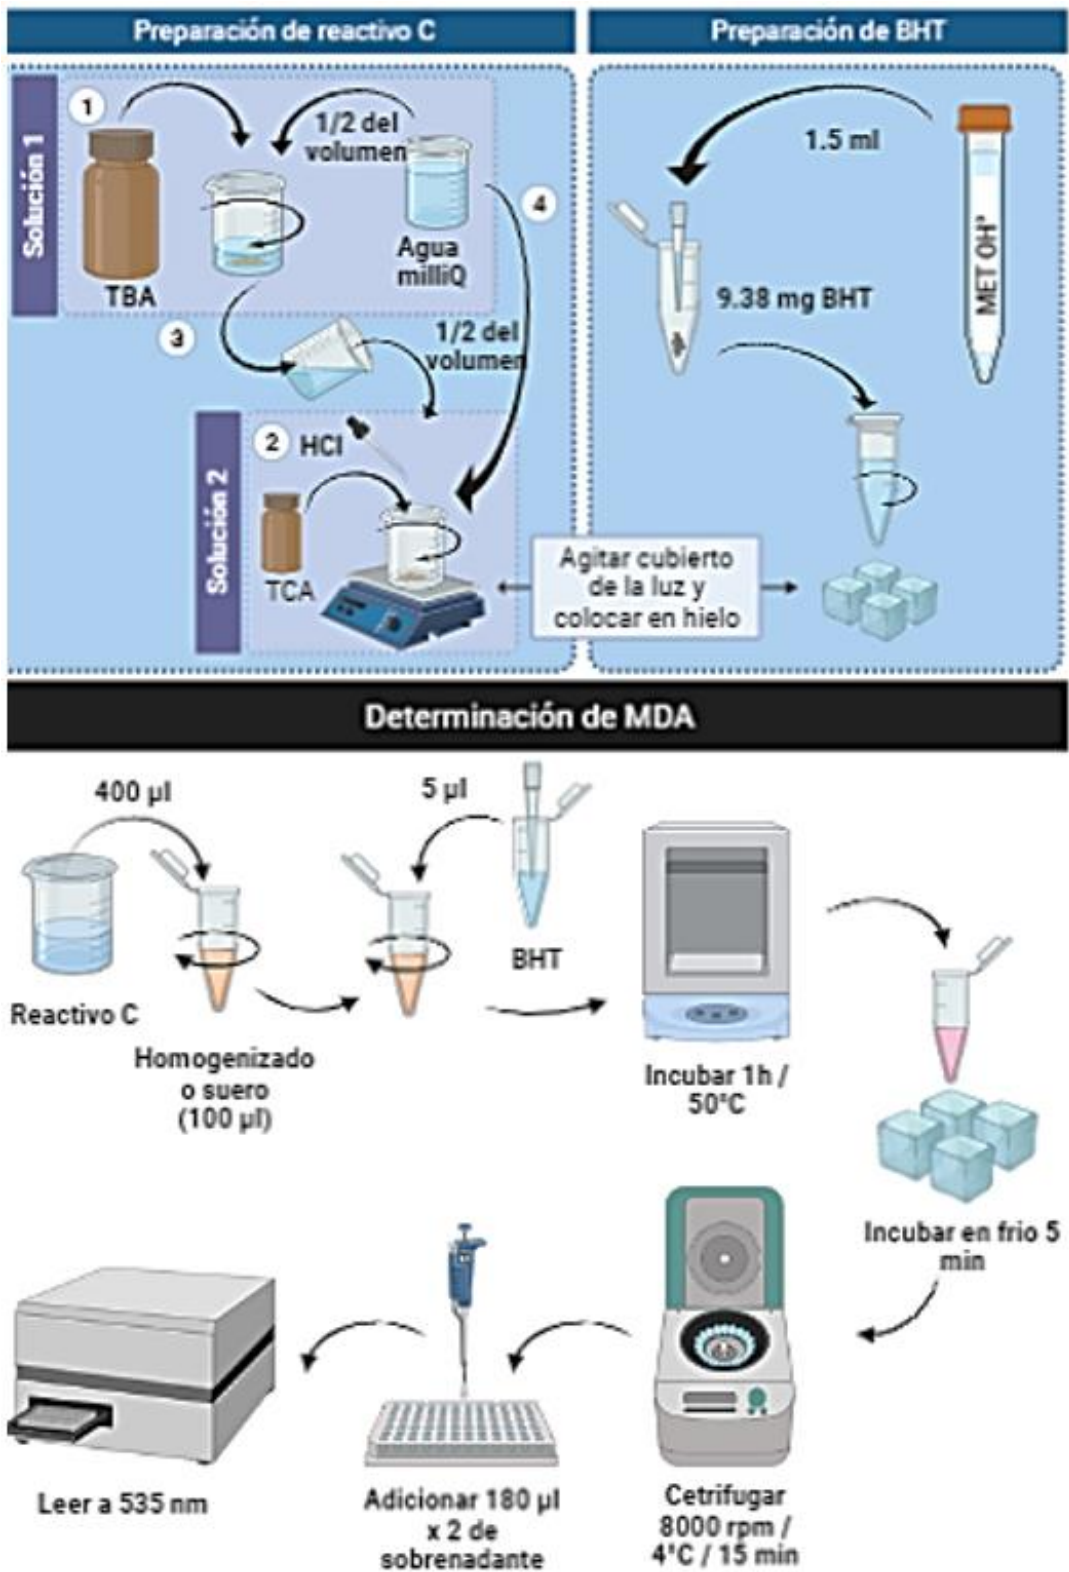 Preparación de reactivo C
Solución 1
1
TBA
1/2 del
volumen
Agua
milliQ
4
3
1/2 del
volumen
Solución 2
2
HCl
TCA
Preparación de BHT
1.5 ml
MET OH°
9.38 mg BHT
Agitar cubierto
de la luz y
colocar en hielo
Determinación de MDA
400 µl
Reactivo C
Homogenizado
o suero
(100 µl)
5 µl
BHT
Incubar 1h /
50°C
Incubar en frio 5
min
Cetrifugar
8000 rpm /
4°C / 15 min
Adicionar 180 µl
x 2 de
sobrenadante
Leer a 535 nm